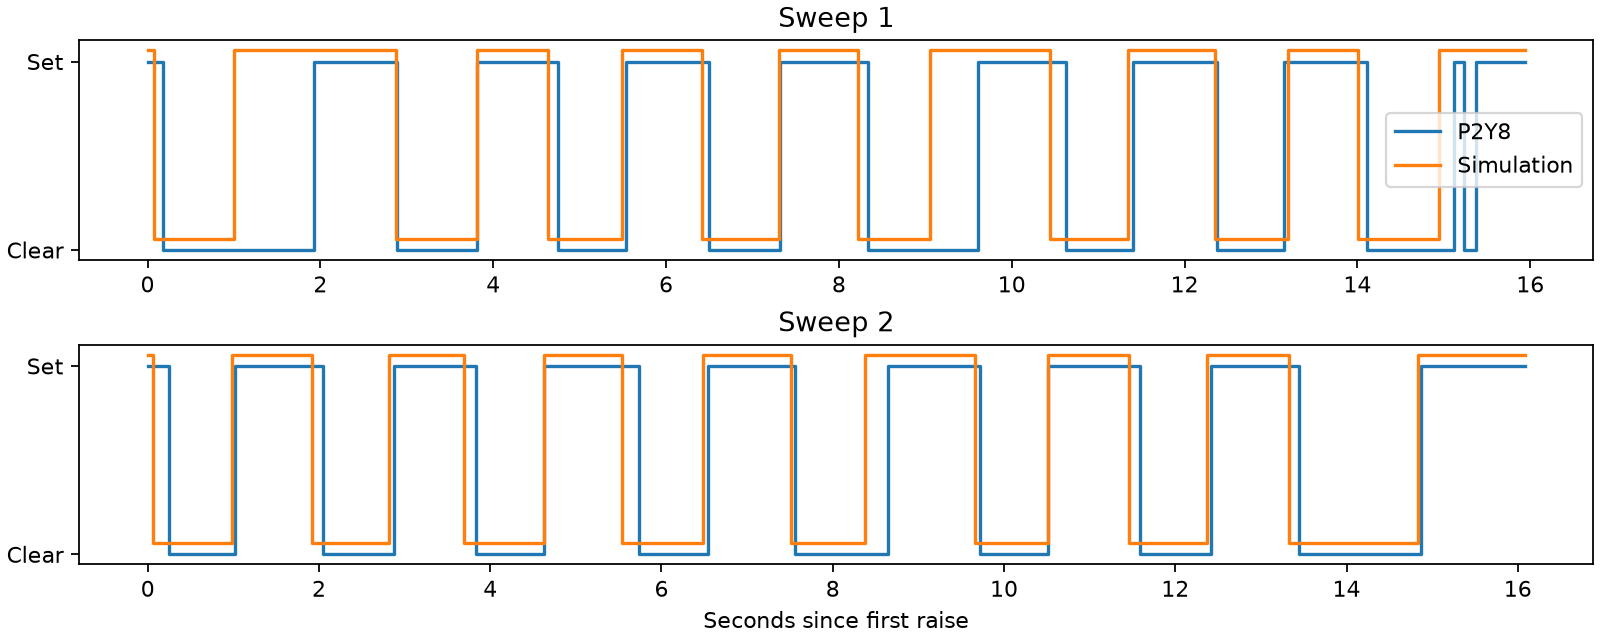 Sweep 1
Set
Clear
P2Y8
Simulation
0 2 4 6 8 10 12 14 16
Sweep 2
Set
Clear
0 2 4 6 8 10 12 14 16
Seconds since first raise